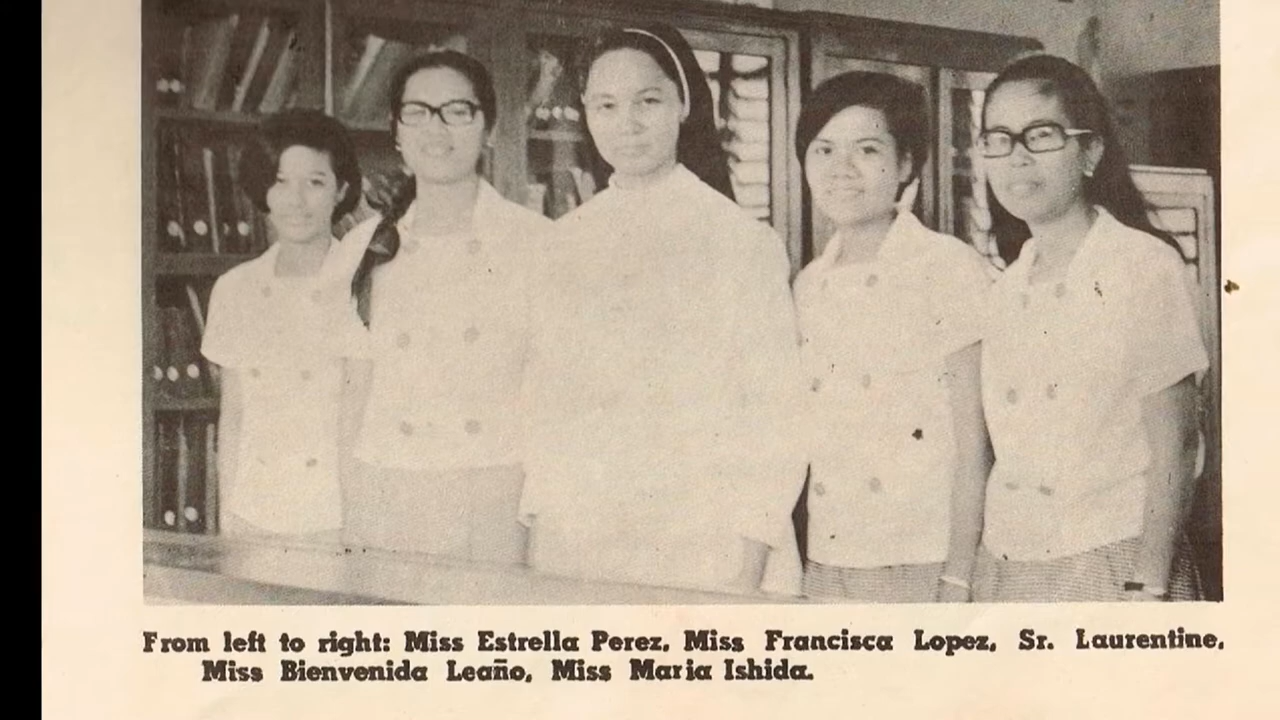 From left to right: Miss Estrella Perez, Miss Francisca Lopez, Sr. Laurentine,
Miss Bienvenida Leaño, Miss Maria Ishida.